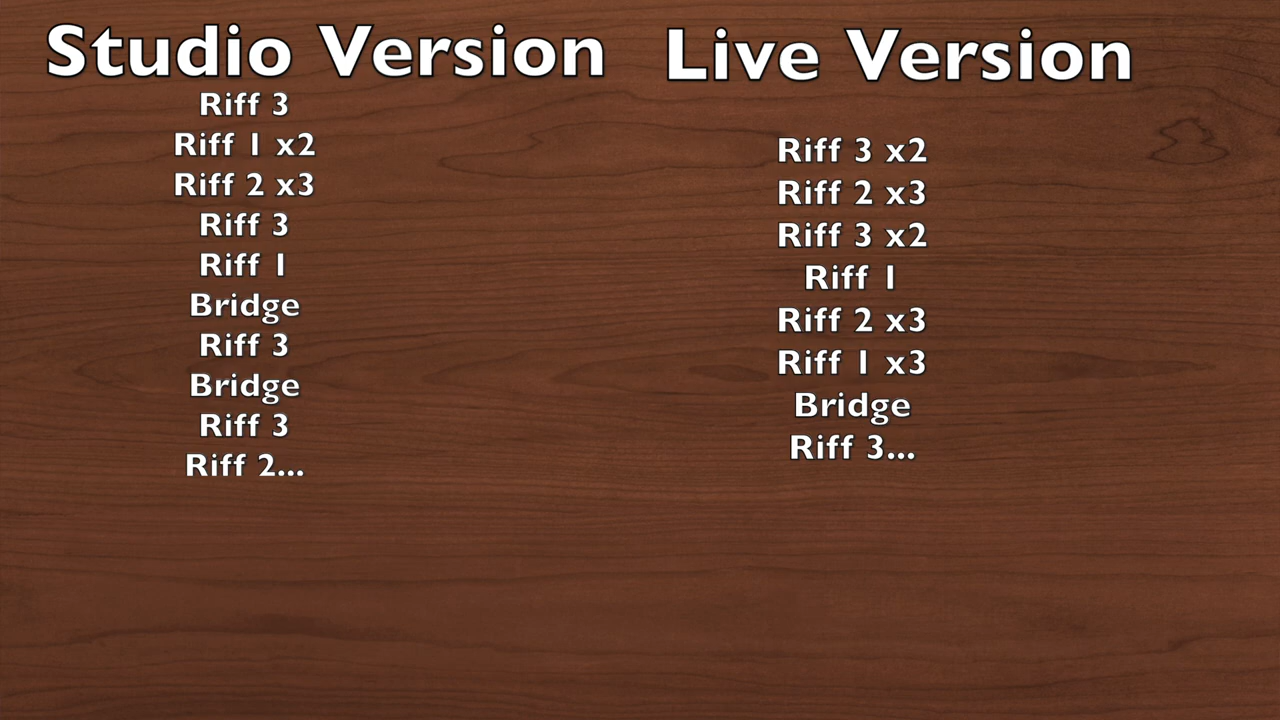 Studio Version
Riff 3
Riff 1 x2
Riff 2 x3
Riff 3
Riff 1
Bridge
Riff 3
Bridge
Riff 3
Riff 2...
Live Version
Riff 3 x2
Riff 2 x3
Riff 3 x2
Riff 1
Riff 2 x3
Riff 1 x3
Bridge
Riff 3...